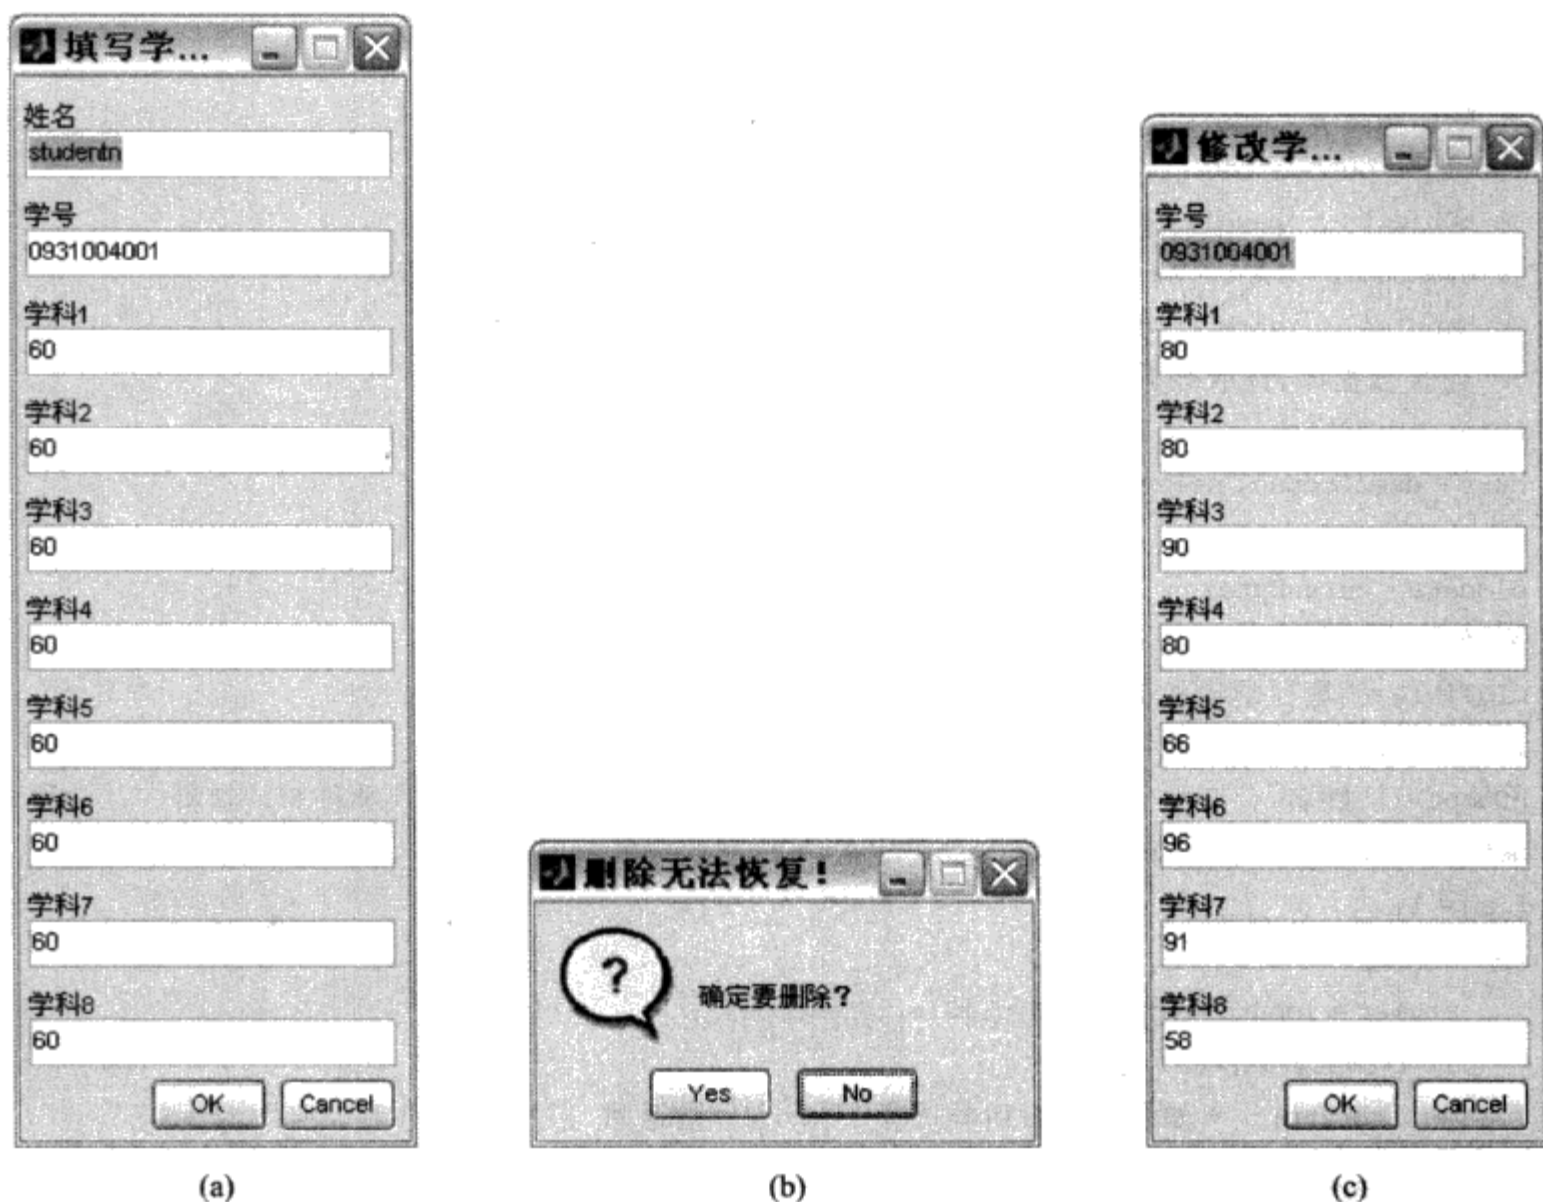 填写学...
姓名
studentn
学号
0931004001
学科1
60
学科2
60
学科3
60
学科4
60
学科5
60
学科6
60
学科7
60
学科8
60
OK Cancel
(a)
删除无法恢复!
?
确定要删除?
Yes No
(b)
修改学...
学号
0931004001
学科1
80
学科2
80
学科3
90
学科4
80
学科5
66
学科6
96
学科7
91
学科8
58
OK Cancel
(c)